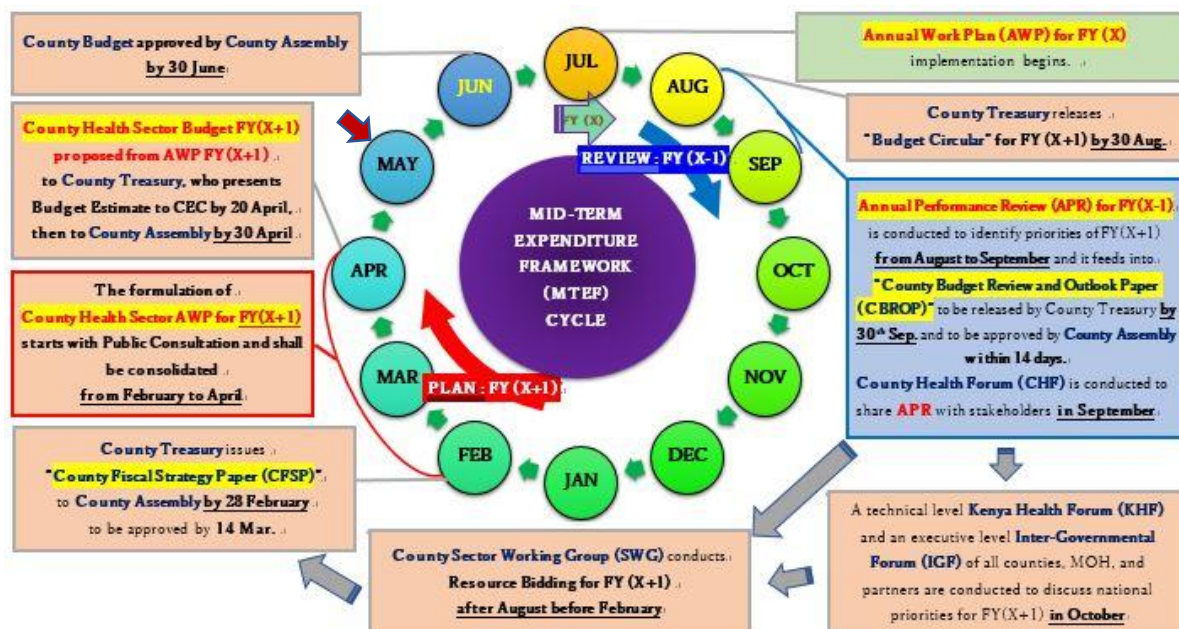 County Budget approved by County Assembly
by 30 June
County Health Sector Budget FY(X+1)
proposed from AWP FY(X+1)
to County Treasury, who presents
Budget Estimate to CEC by 20 April,
then to County Assembly by 30 April
The formulation of
County Health Sector AWP for FY(X+1)
starts with Public Consultation and shall
be consolidated
from February to April
County Treasury issues
"County Fiscal Strategy Paper (CFSP)"
to County Assembly by 28 February
to be approved by 14 Mar.
JUL
AUG
SEP
OCT
NOV
DEC
JAN
FEB
MAR
APR
MAY
JUN
FY (X)
REVIEW : FY (X-1)
MID-TERM
EXPENDITURE
FRAMEWORK
(MTEF)
CYCLE
PLAN : FY (X+1)
Annual Work Plan (AWP) for FY (X)
implementation begins.
County Treasury releases
"Budget Circular" for FY (X+1) by 30 Aug.
Annual Performance Review (APR) for FY(X-1)
is conducted to identify priorities of FY(X+1)
from August to September and it feeds into
"County Budget Review and Outlook Paper
(CBROP)" to be released by County Treasury by
30th Sep. and to be approved by County Assembly
within 14 days.
County Health Forum (CHF) is conducted to
share APR with stakeholders in September
A technical level Kenya Health Forum (KHF)
and an executive level Inter-Governmental
Forum (IGF) of all counties, MOH, and
partners are conducted to discuss national
priorities for FY(X+1) in October
County Sector Working Group (SWG) conducts
Resource Bidding for FY (X+1)
after August before February